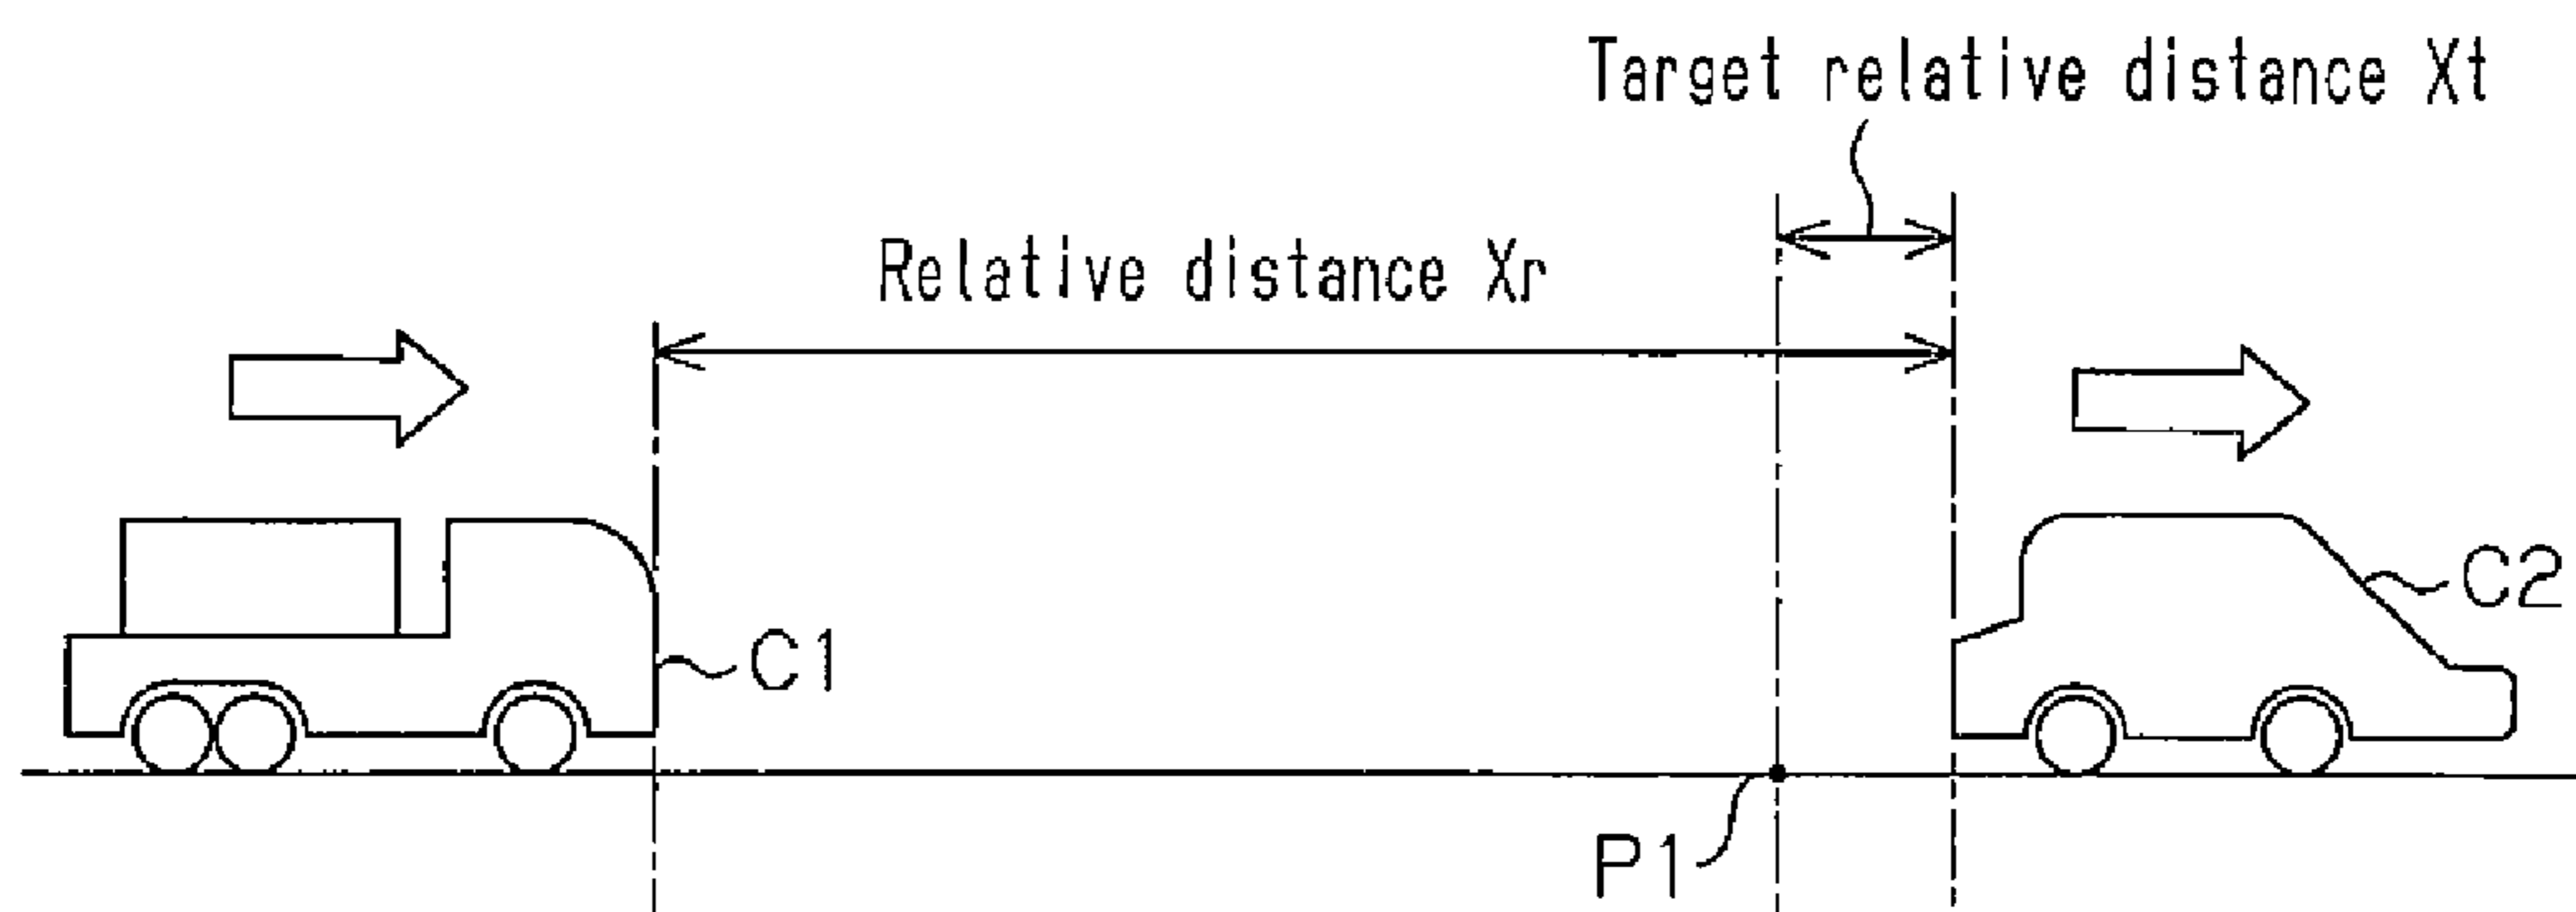 Target relative distance Xt
Relative distance Xr
C1
C2
P1